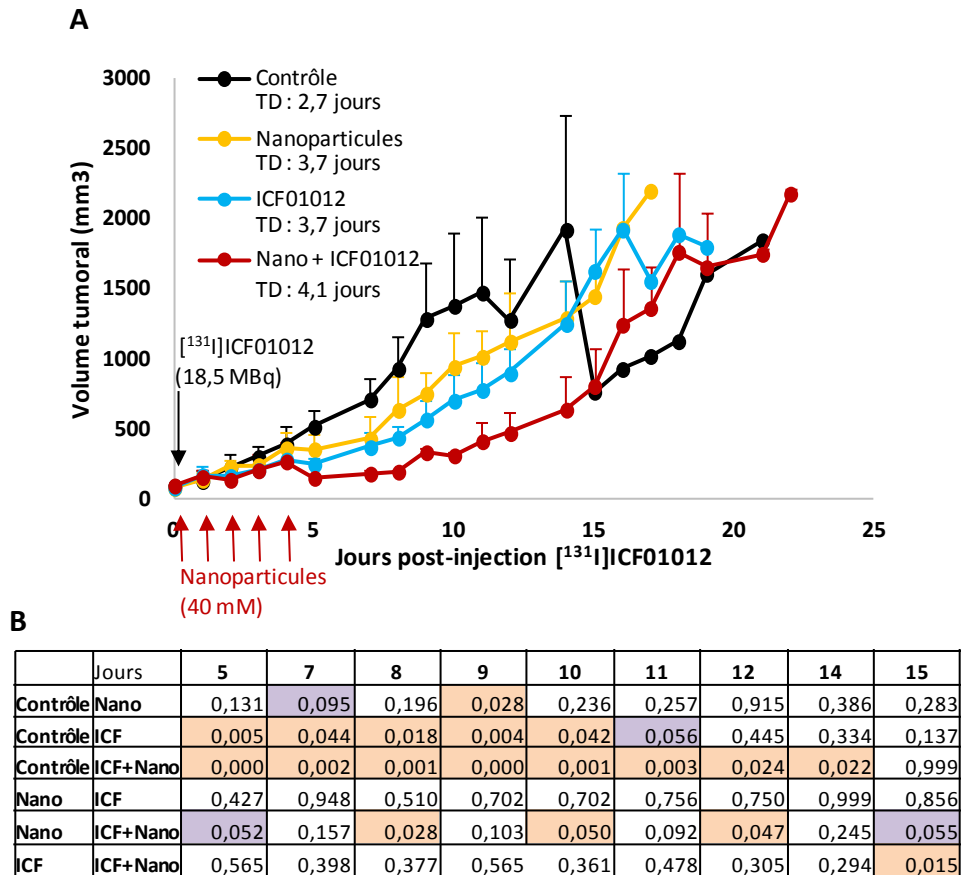 A
Volume tumoral (mm3)
3000
2500
2000
1500
1000
500
0
Contrôle
TD : 2,7 jours
Nanoparticules
TD : 3,7 jours
ICF01012
TD : 3,7 jours
Nano + ICF01012
TD : 4,1 jours
[¹³¹I]ICF01012
(18,5 MBq)
0 5 10 15 20 25
Jours post-injection [¹³¹I]ICF01012
Nanoparticules
(40 mM)
B
Jours 5 7 8 9 10 11 12 14 15
Contrôle Nano 0,131 0,095 0,196 0,028 0,236 0,257 0,915 0,386 0,283
Contrôle ICF 0,005 0,044 0,018 0,004 0,042 0,056 0,445 0,334 0,137
Contrôle ICF+Nano 0,000 0,002 0,001 0,000 0,001 0,003 0,024 0,022 0,999
Nano ICF 0,427 0,948 0,510 0,702 0,702 0,756 0,750 0,999 0,856
Nano ICF+Nano 0,052 0,157 0,028 0,103 0,050 0,092 0,047 0,245 0,055
ICF ICF+Nano 0,565 0,398 0,377 0,565 0,361 0,478 0,305 0,294 0,015